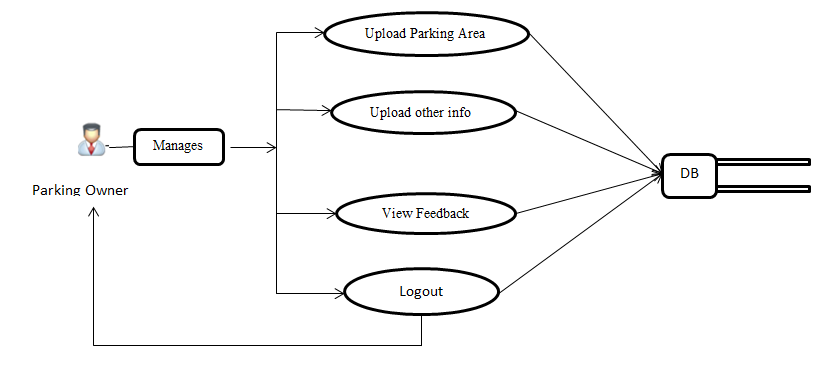 Upload Parking Area
Upload other info
Manages
DB
Parking Owner
View Feedback
Logout